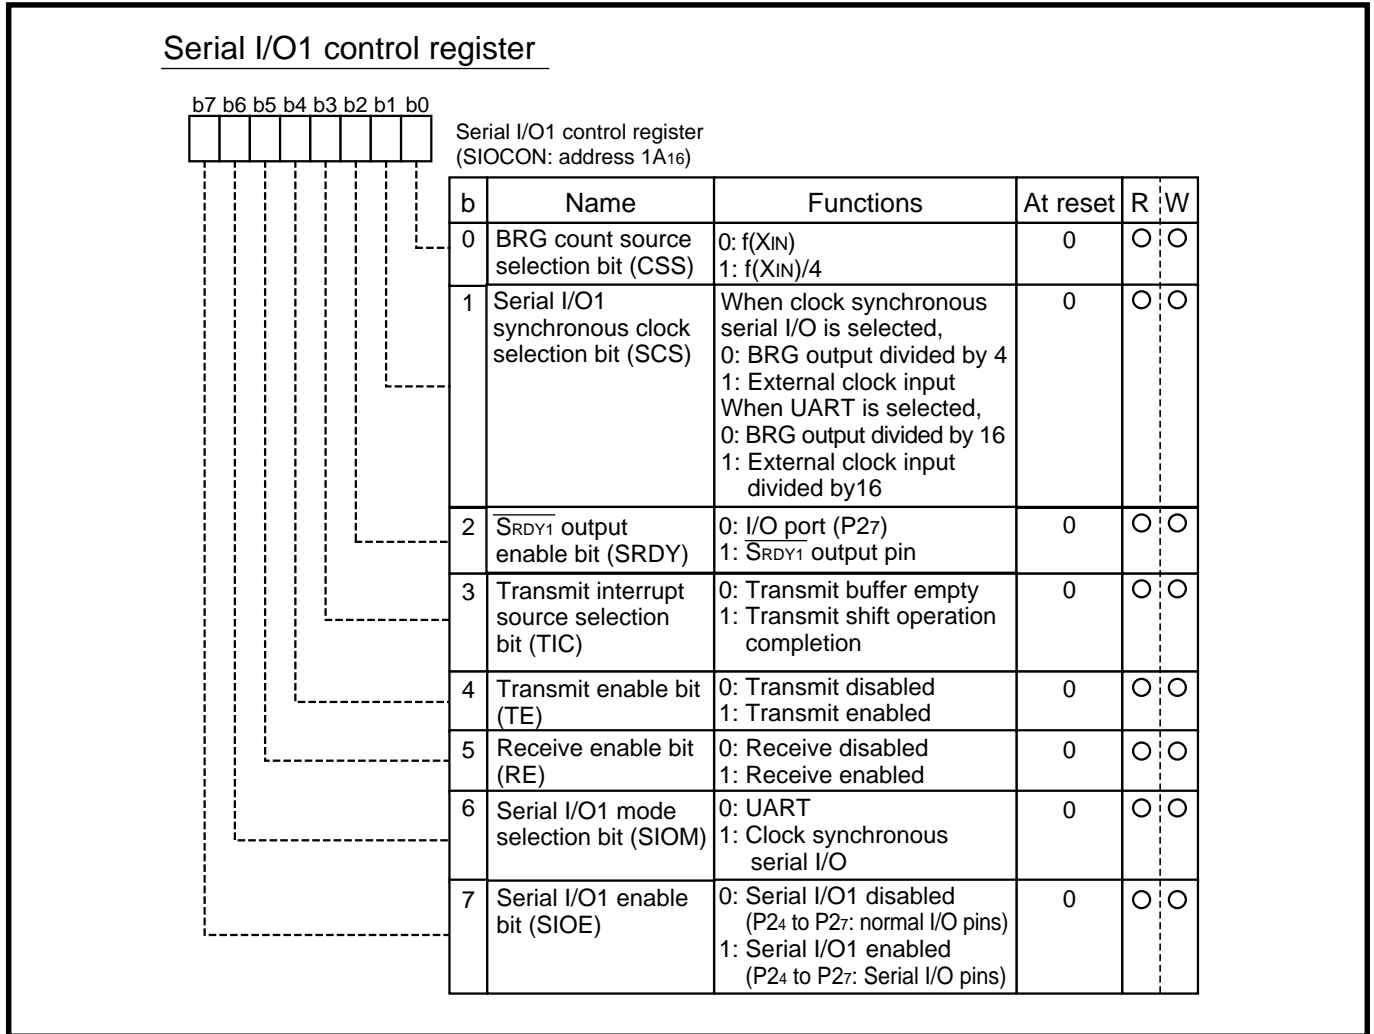 Serial I/O1 control register
b7 b6 b5 b4 b3 b2 b1 b0
Serial I/O1 control register
(SIOCON: address 1A16)
b Name Functions At reset R W
0 BRG count source selection bit (CSS) 0: f(XIN) 0
1: f(XIN)/4
1 Serial I/O1 synchronous clock selection bit (SCS) When clock synchronous 0
serial I/O is selected,
0: BRG output divided by 4
1: External clock input
When UART is selected,
0: BRG output divided by 16
1: External clock input
divided by16
2 SRDY1 output enable bit (SRDY) 0: I/O port (P27) 0
1: SRDY1 output pin
3 Transmit interrupt source selection bit (TIC) 0: Transmit buffer empty 0
1: Transmit shift operation
completion
4 Transmit enable bit (TE) 0: Transmit disabled 0
1: Transmit enabled
5 Receive enable bit (RE) 0: Receive disabled 0
1: Receive enabled
6 Serial I/O1 mode selection bit (SIOM) 0: UART 0
1: Clock synchronous
serial I/O
7 Serial I/O1 enable bit (SIOE) 0: Serial I/O1 disabled 0
(P24 to P27: normal I/O pins)
1: Serial I/O1 enabled
(P24 to P27: Serial I/O pins)